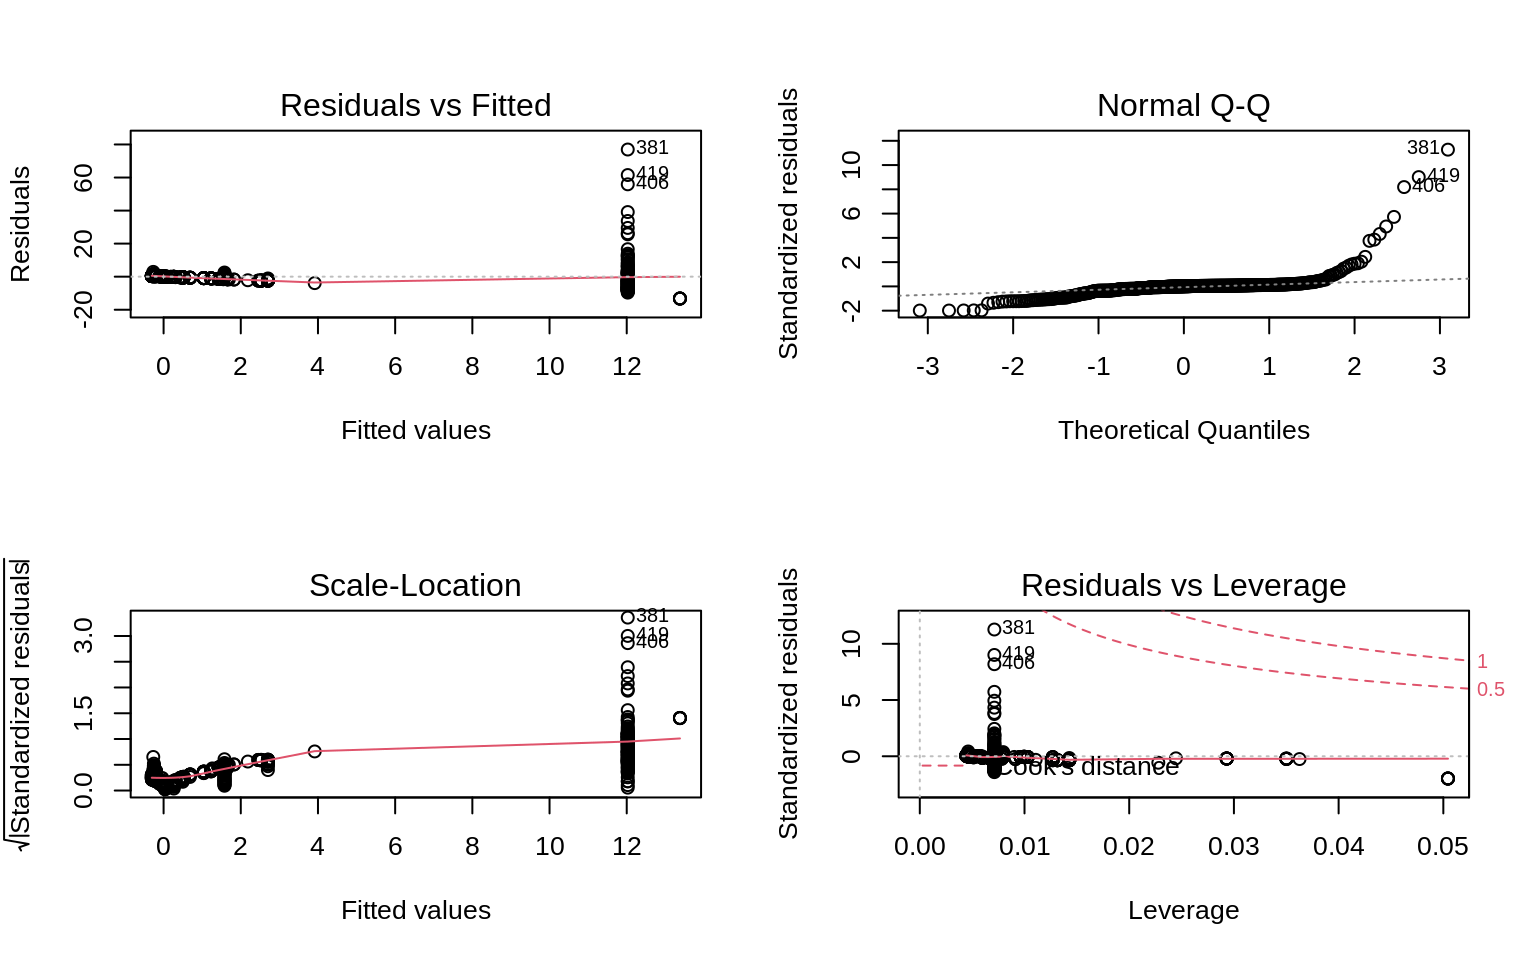 Residuals vs Fitted
Residuals
60
20
-20
381
419
406
0 2 4 6 8 10 12
Fitted values
Normal Q-Q
Standardized residuals
10
6
2
-2
381
419
406
-3 -2 -1 0 1 2 3
Theoretical Quantiles
Scale-Location
√|Standardized residuals|
3.0
1.5
0.0
381
419
406
0 2 4 6 8 10 12
Fitted values
Residuals vs Leverage
Standardized residuals
10
5
0
381
419
406
1
0.5
Cook's distance
0.00 0.01 0.02 0.03 0.04 0.05
Leverage